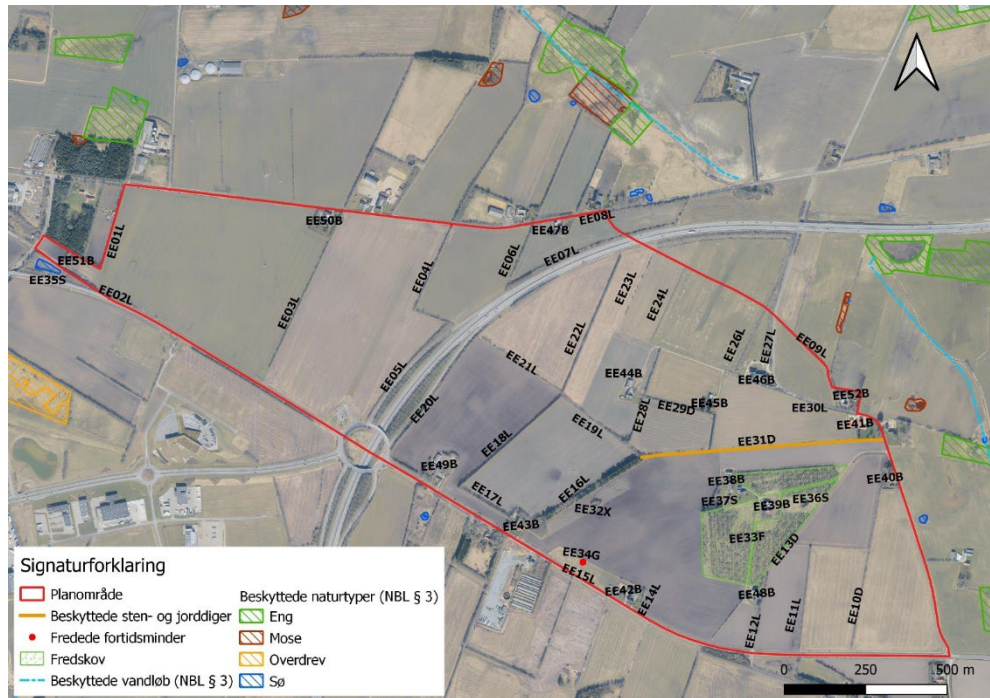 EE01L
EE50B
EE08L
EE47B
EE06L
EE07L
EE51B
EE35S
EE02L
EE04L
EE03L
EE23L
EE24L
EE22L
EE26L
EE27L
EE09L
EE05L
EE21L
EE44B
EE46B
EE52B
EE20L
EE28L
EE29D
EE45B
EE30L
EE19L
EE41B
EE18L
EE31D
EE49B
EE16L
EE38B
EE40B
EE17L
EE37S
EE36S
EE39B
EE32X
EE43B
EE33F
EE13D
EE34G
EE15L
EE42B
EE14L
EE48B
EE12L
EE11L
EE10D
Signaturforklaring
Planområde
Beskyttede sten- og jorddiger
Fredede fortidsminder
Fredskov
Beskyttede vandløb (NBL § 3)
Beskyttede naturtyper (NBL § 3)
Eng
Mose
Overdrev
Sø
0 250 500 m